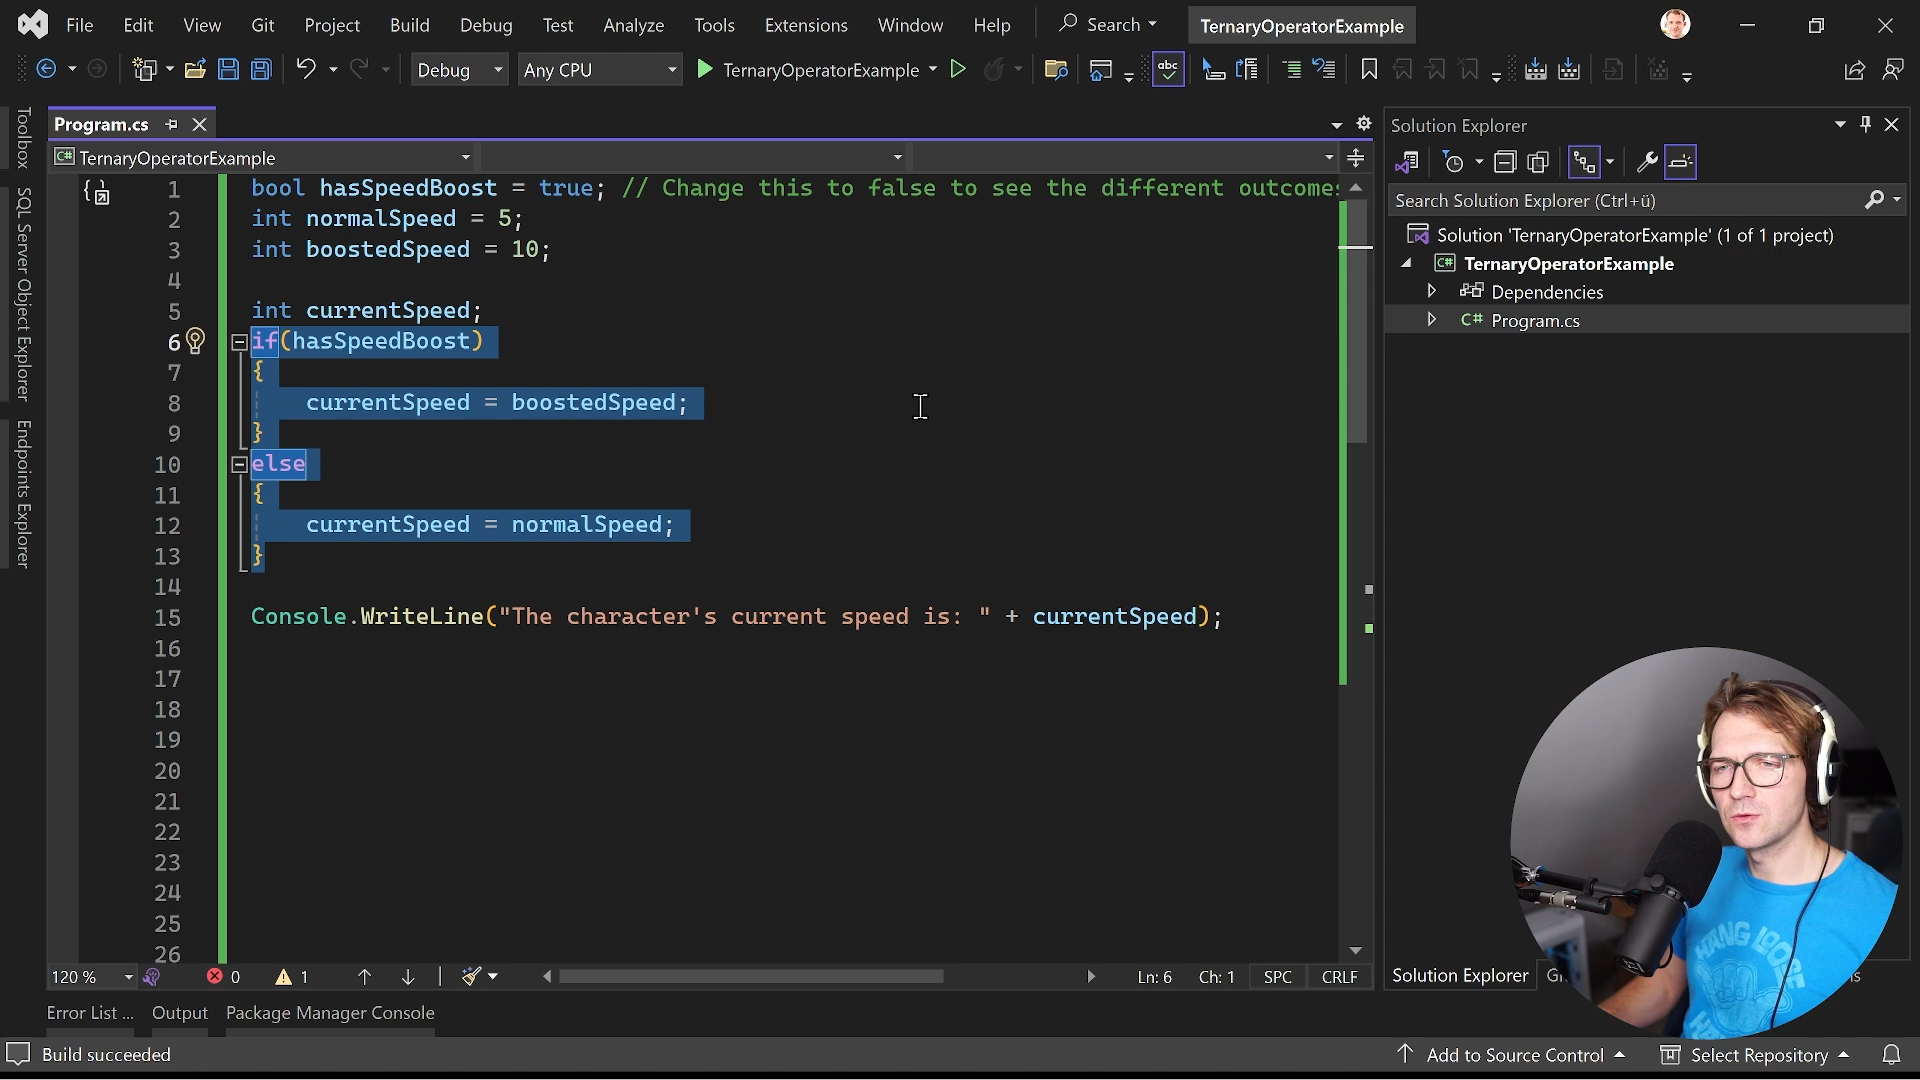 File Edit View Git Project Build Debug Test Analyze Tools Extensions Window Help Search TernaryOperatorExample
Debug Any CPU TernaryOperatorExample
Toolbox
SQL Server Object Explorer
Endpoints Explorer
Program.cs
TernaryOperatorExample
1 bool hasSpeedBoost = true; // Change this to false to see the different outcomes
2 int normalSpeed = 5;
3 int boostedSpeed = 10;
4
5 int currentSpeed;
6 if(hasSpeedBoost)
7 {
8 currentSpeed = boostedSpeed;
9 }
10 else
11 {
12 currentSpeed = normalSpeed;
13 }
14
15 Console.WriteLine("The character's current speed is: " + currentSpeed);
16
17
18
19
20
21
22
23
24
25
26
120 % 0 1 Ln: 6 Ch: 1 SPC CRLF
Error List ... Output Package Manager Console
Solution Explorer
Search Solution Explorer (Ctrl+ü)
Solution 'TernaryOperatorExample' (1 of 1 project)
C# TernaryOperatorExample
Dependencies
C# Program.cs
Solution Explorer
HANG LOOSE
Build succeeded Add to Source Control Select Repository